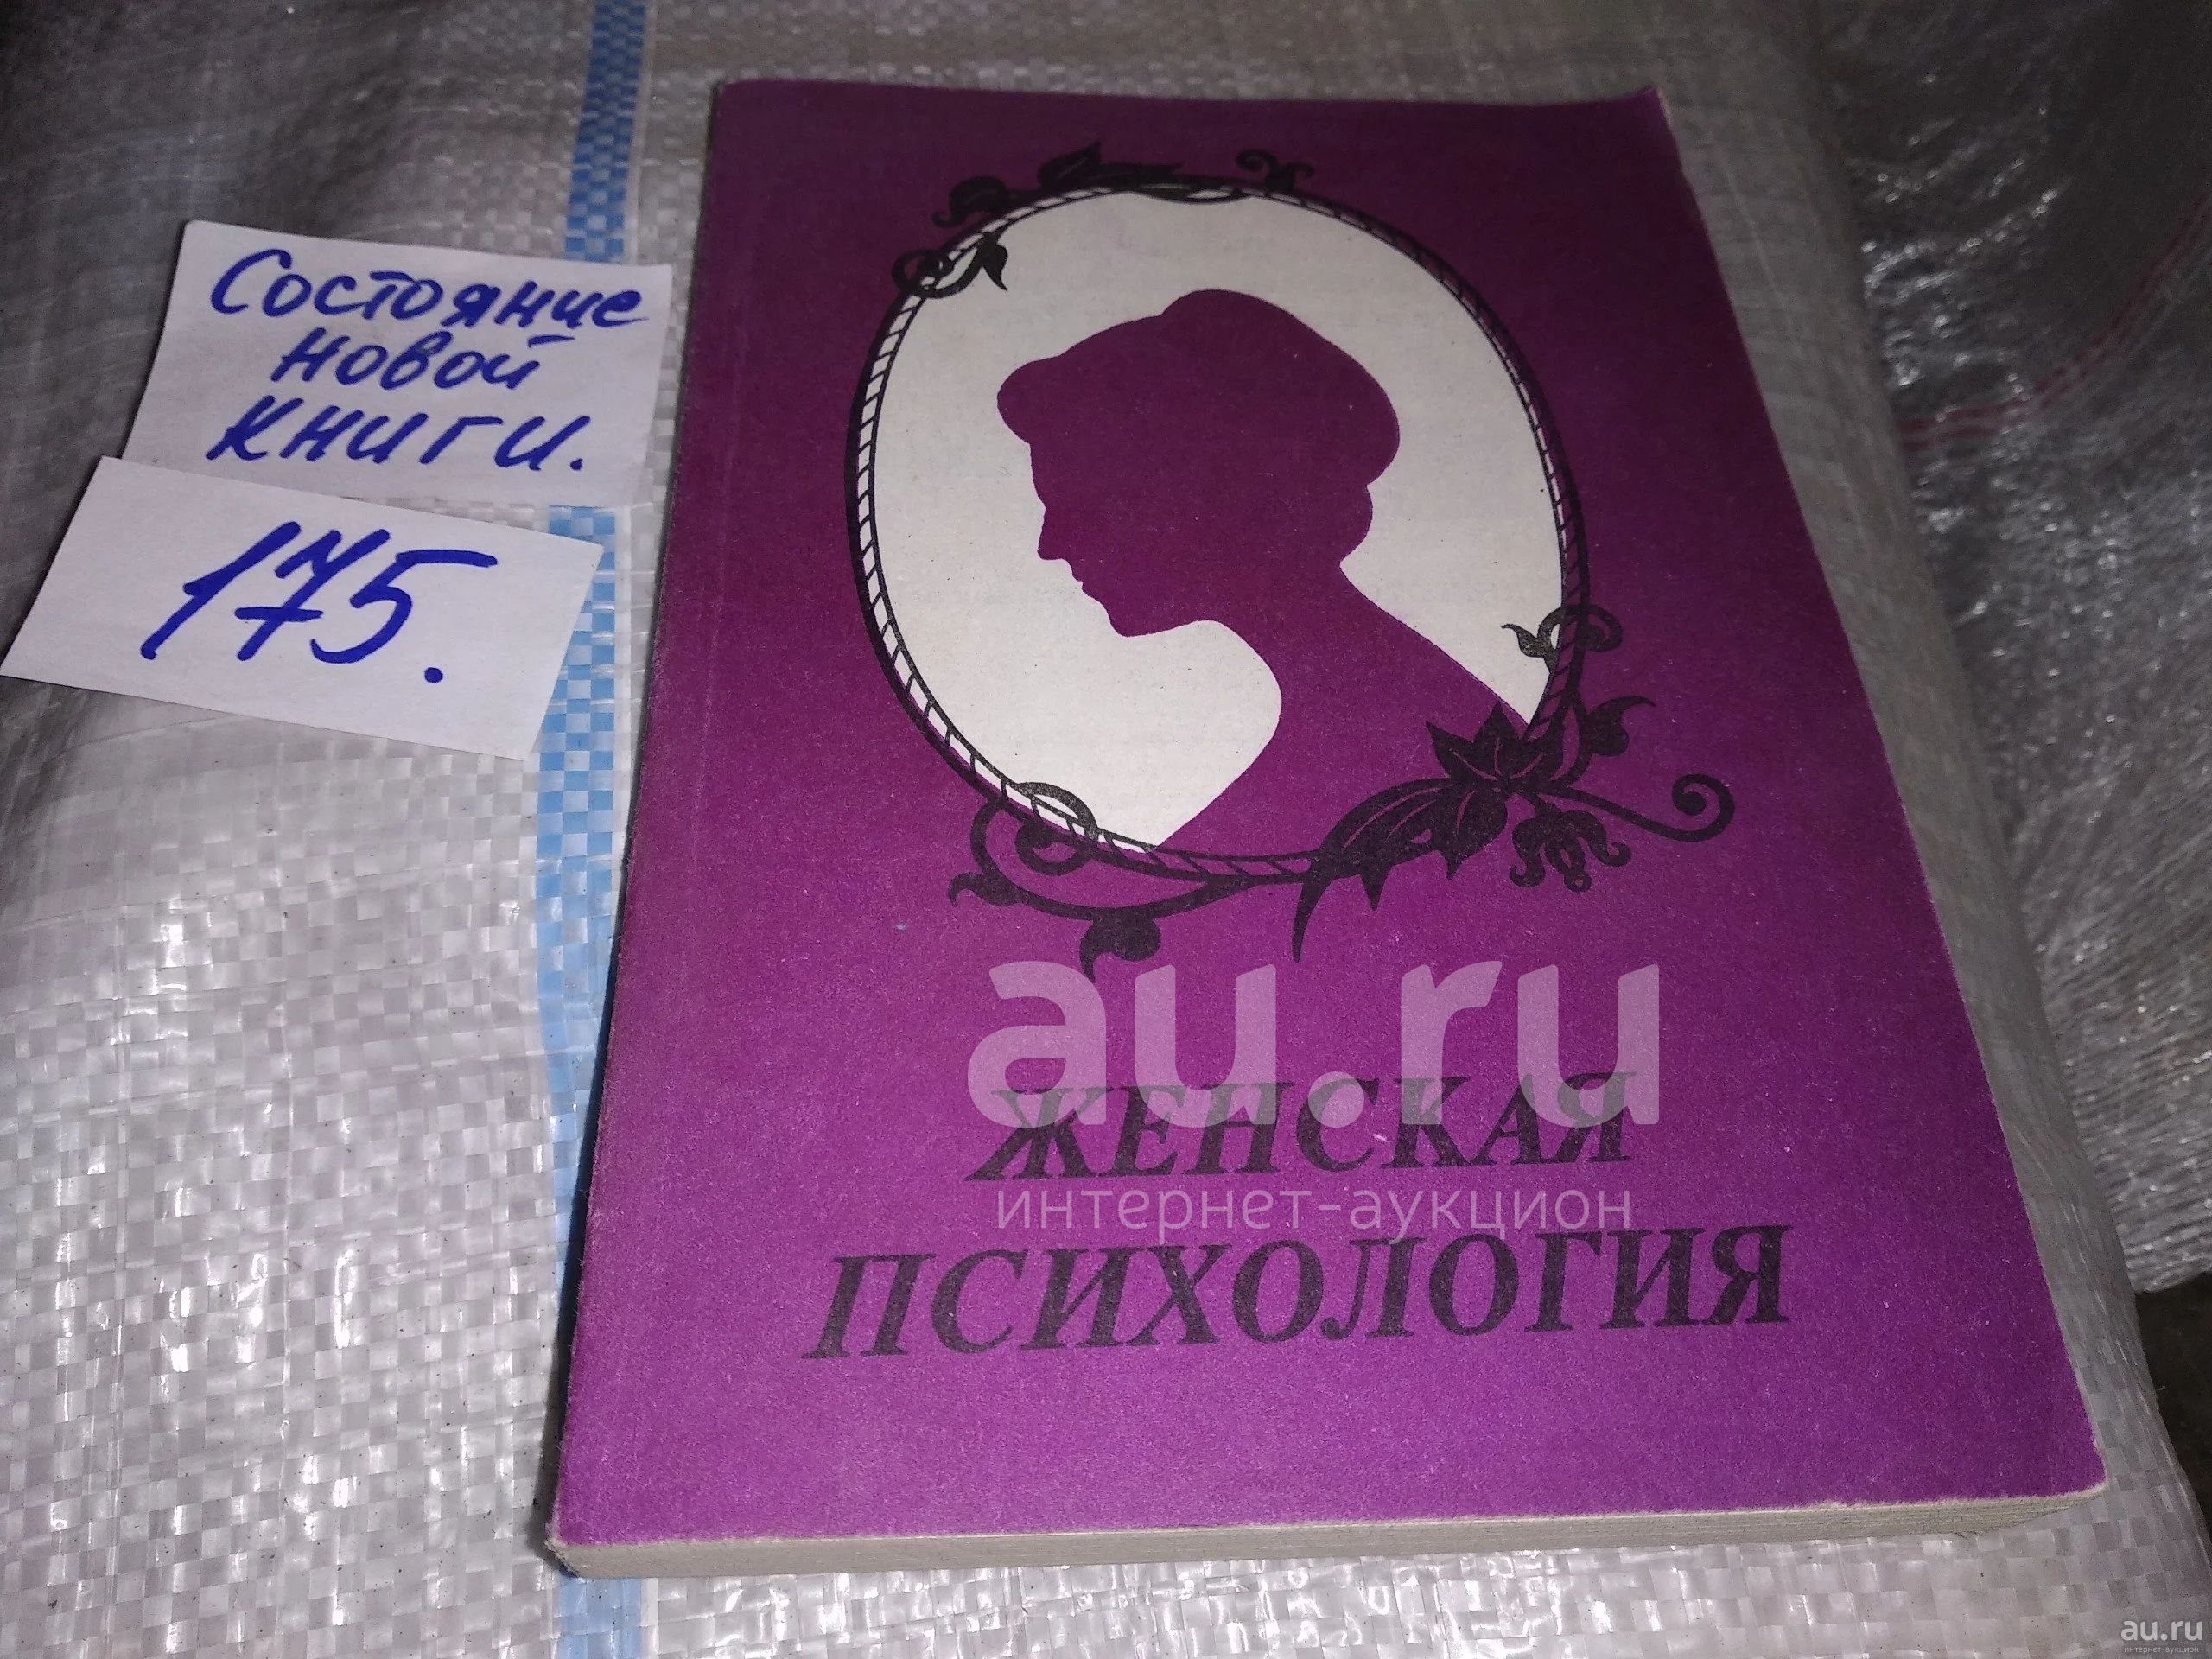 Состояние
новой
книги.
175.
au.ru
ЖЕНСКАЯ
интернет-аукцион
ПСИХОЛОГИЯ
au.ru
интернет-аукцион